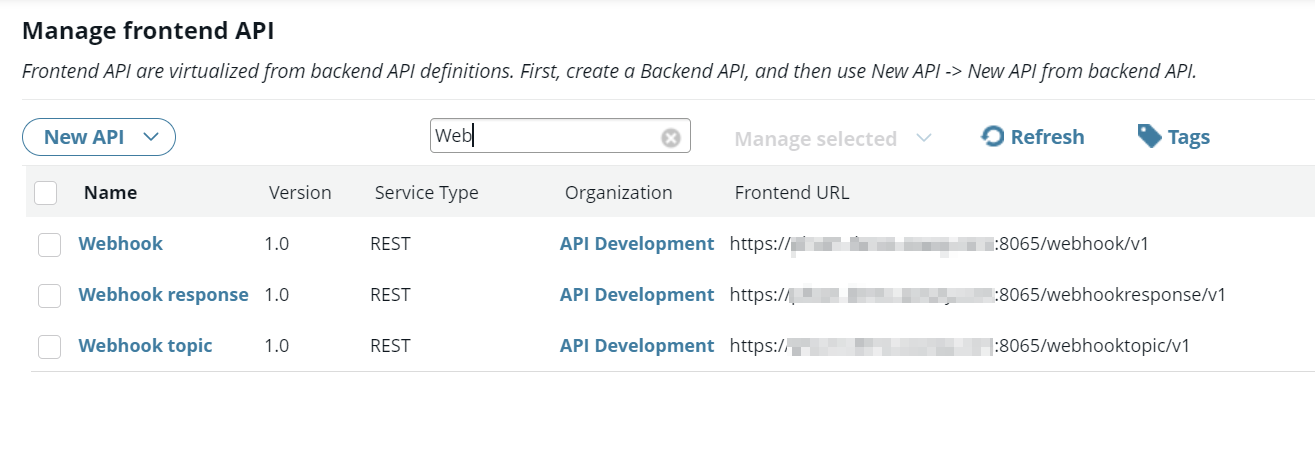 Manage frontend API
Frontend API are virtualized from backend API definitions. First, create a Backend API, and then use New API -> New API from backend API.
New API Web Manage selected Refresh Tags
Name Version Service Type Organization Frontend URL
Webhook 1.0 REST API Development https:// :8065/webhook/v1
Webhook response 1.0 REST API Development https:// :8065/webhookresponse/v1
Webhook topic 1.0 REST API Development https:// :8065/webhooktopic/v1